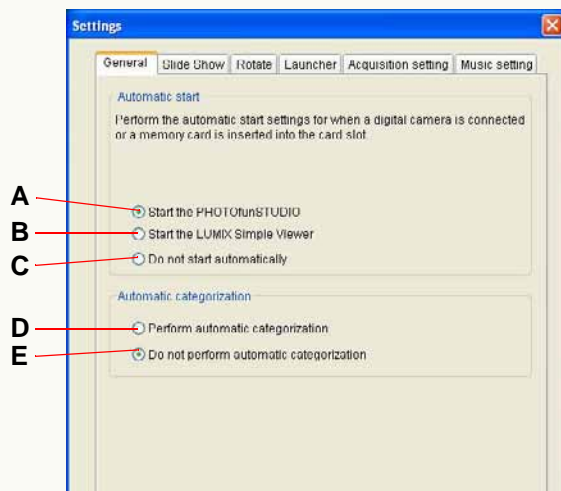 Settings
General Slide Show Rotate Launcher Acquisition setting Music setting
Automatic start
Perform the automatic start settings for when a digital camera is connected
or a memory card is inserted into the card slot.
A Start the PHOTOfunSTUDIO
B Start the LUMIX Simple Viewer
C Do not start automatically
Automatic categorization
D Perform automatic categorization
E Do not perform automatic categorization